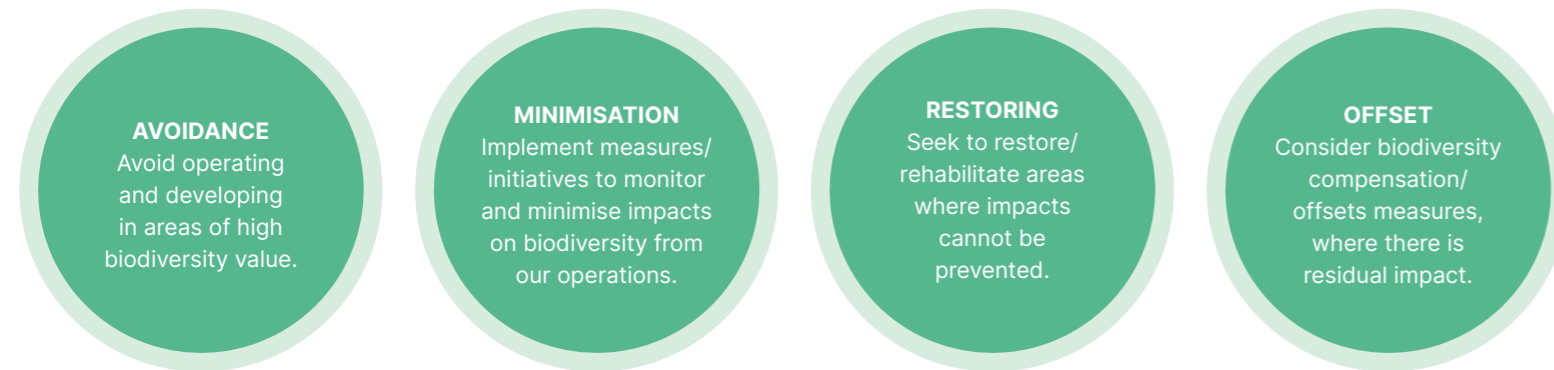 AVOIDANCE
Avoid operating
and developing
in areas of high
biodiversity value.
MINIMISATION
Implement measures/
initiatives to monitor
and minimise impacts
on biodiversity from
our operations.
RESTORING
Seek to restore/
rehabilitate areas
where impacts
cannot be
prevented.
OFFSET
Consider biodiversity
compensation/
offsets measures,
where there is
residual impact.